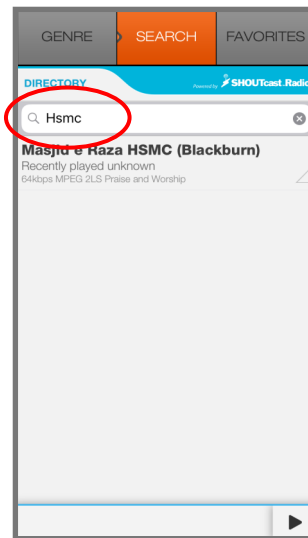 GENRE SEARCH FAVORITES
DIRECTORY Powered by SHOUTcast Radio
Hsmc
Masjid e Raza HSMC (Blackburn)
Recently played unknown
64kbps MPEG 2LS Praise and Worship